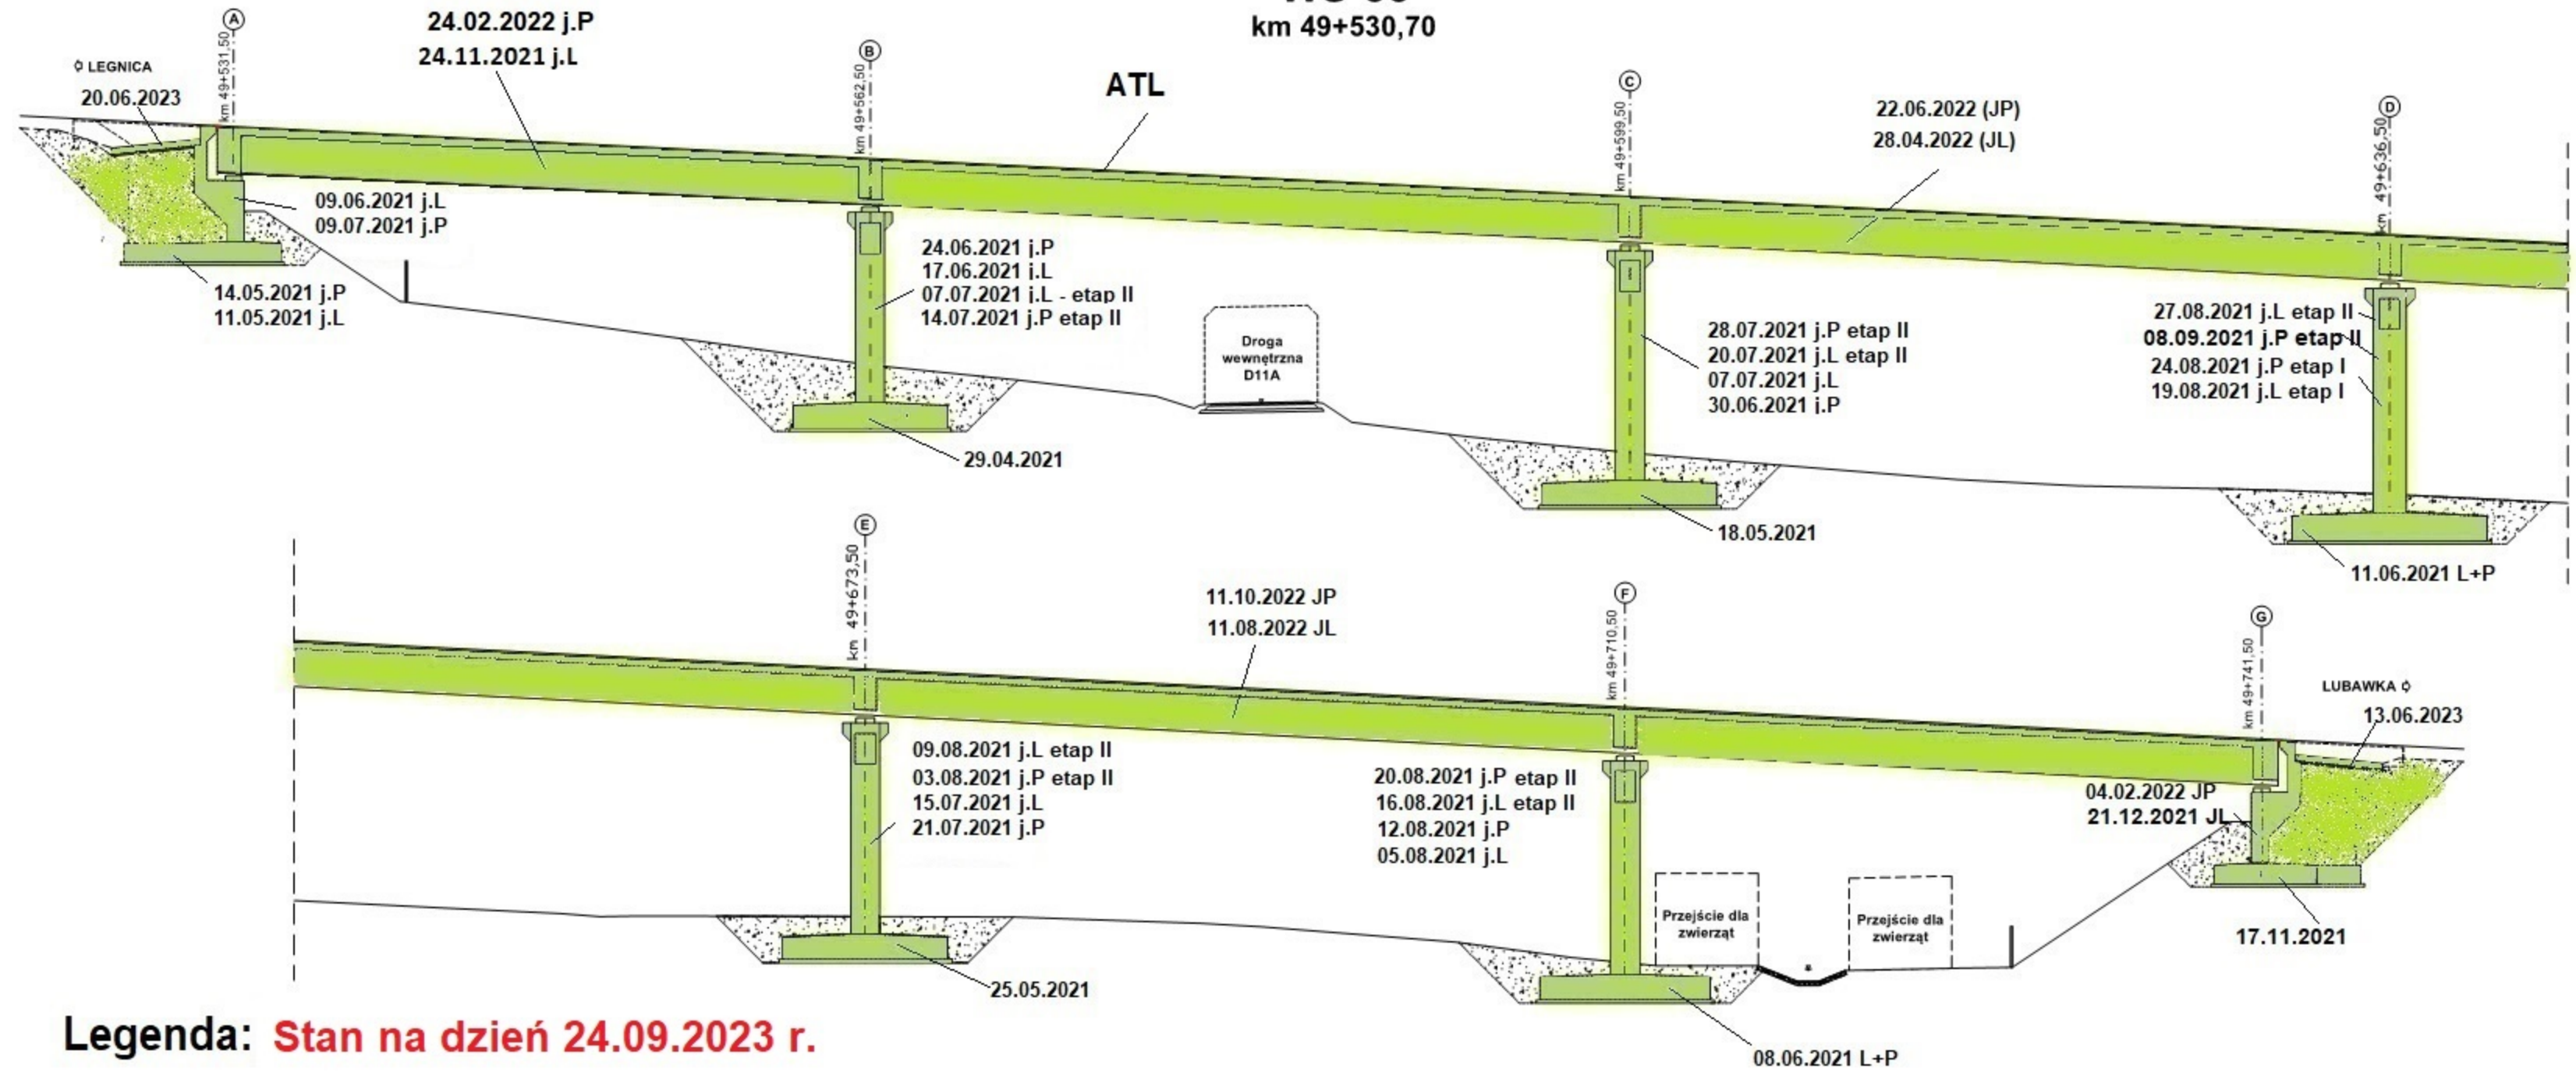 km 49+530,70
A
km 49+531,50
LEGNICA
20.06.2023
24.02.2022 j.P
24.11.2021 j.L
B
km 49+562,50
ATL
C
km 49+599,50
22.06.2022 (JP)
28.04.2022 (JL)
D
km 49+636,50
09.06.2021 j.L
09.07.2021 j.P
14.05.2021 j.P
11.05.2021 j.L
24.06.2021 j.P
17.06.2021 j.L
07.07.2021 j.L - etap II
14.07.2021 j.P etap II
29.04.2021
Droga
wewnętrzna
D11A
28.07.2021 j.P etap II
20.07.2021 j.L etap II
07.07.2021 j.L
30.06.2021 j.P
18.05.2021
27.08.2021 j.L etap II
08.09.2021 j.P etap II
24.08.2021 j.P etap I
19.08.2021 j.L etap I
11.06.2021 L+P
E
km 49+673,50
11.10.2022 JP
11.08.2022 JL
F
km 49+710,50
G
km 49+741,50
LUBAWKA
13.06.2023
09.08.2021 j.L etap II
03.08.2021 j.P etap II
15.07.2021 j.L
21.07.2021 j.P
25.05.2021
20.08.2021 j.P etap II
16.08.2021 j.L etap II
12.08.2021 j.P
05.08.2021 j.L
Przejście dla
zwierząt
Przejście dla
zwierząt
04.02.2022 JP
21.12.2021 JL
17.11.2021
08.06.2021 L+P
Legenda: Stan na dzień 24.09.2023 r.